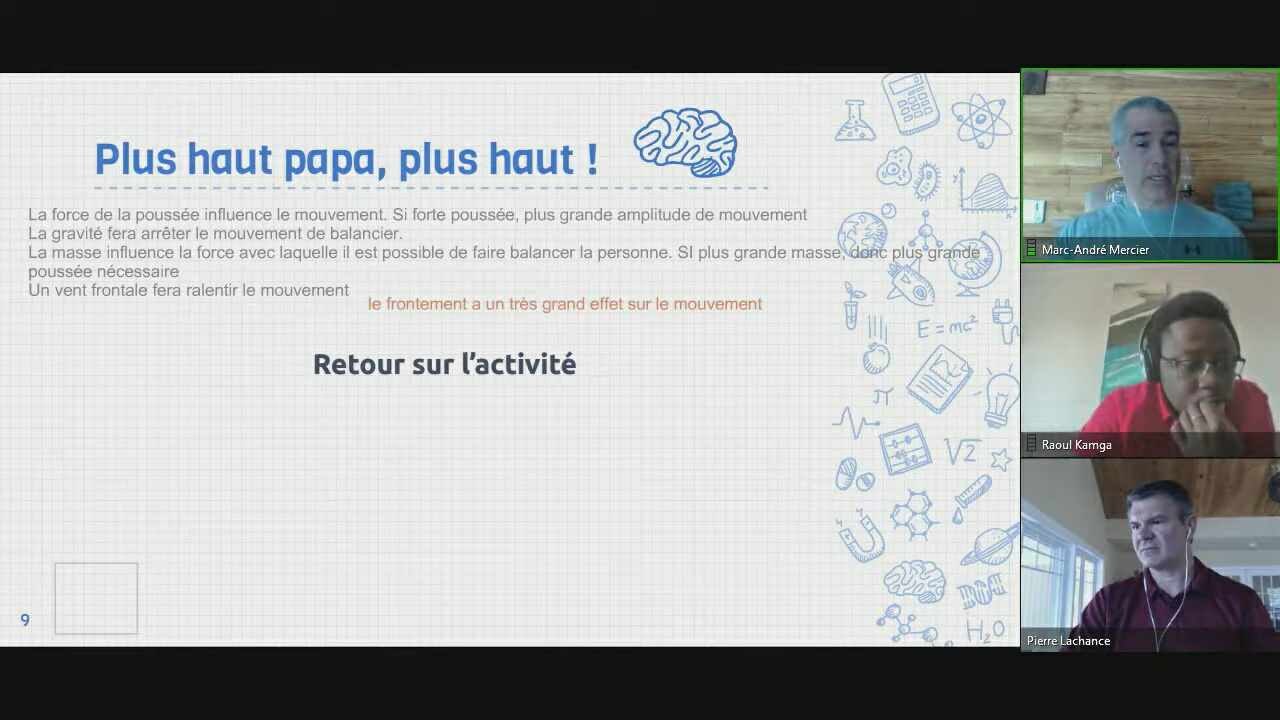 Plus haut papa, plus haut !
La force de la poussée influence le mouvement. Si forte poussée, plus grande amplitude de mouvement
La gravité fera arrête le mouvement de balancier.
La masse influence la force avec laquelle il est possible de faire balancer la personne. SI plus grande masse, donc plus grande
poussée nécessaire
Un vent frontale fera ralentir le mouvement
le frontement a un très grand effet sur le mouvement
Retour sur l'activité
y
x
E=mc²
π
√2
H₂O
9
Marc-André Mercier
Raoul Kamga
Pierre Lachance